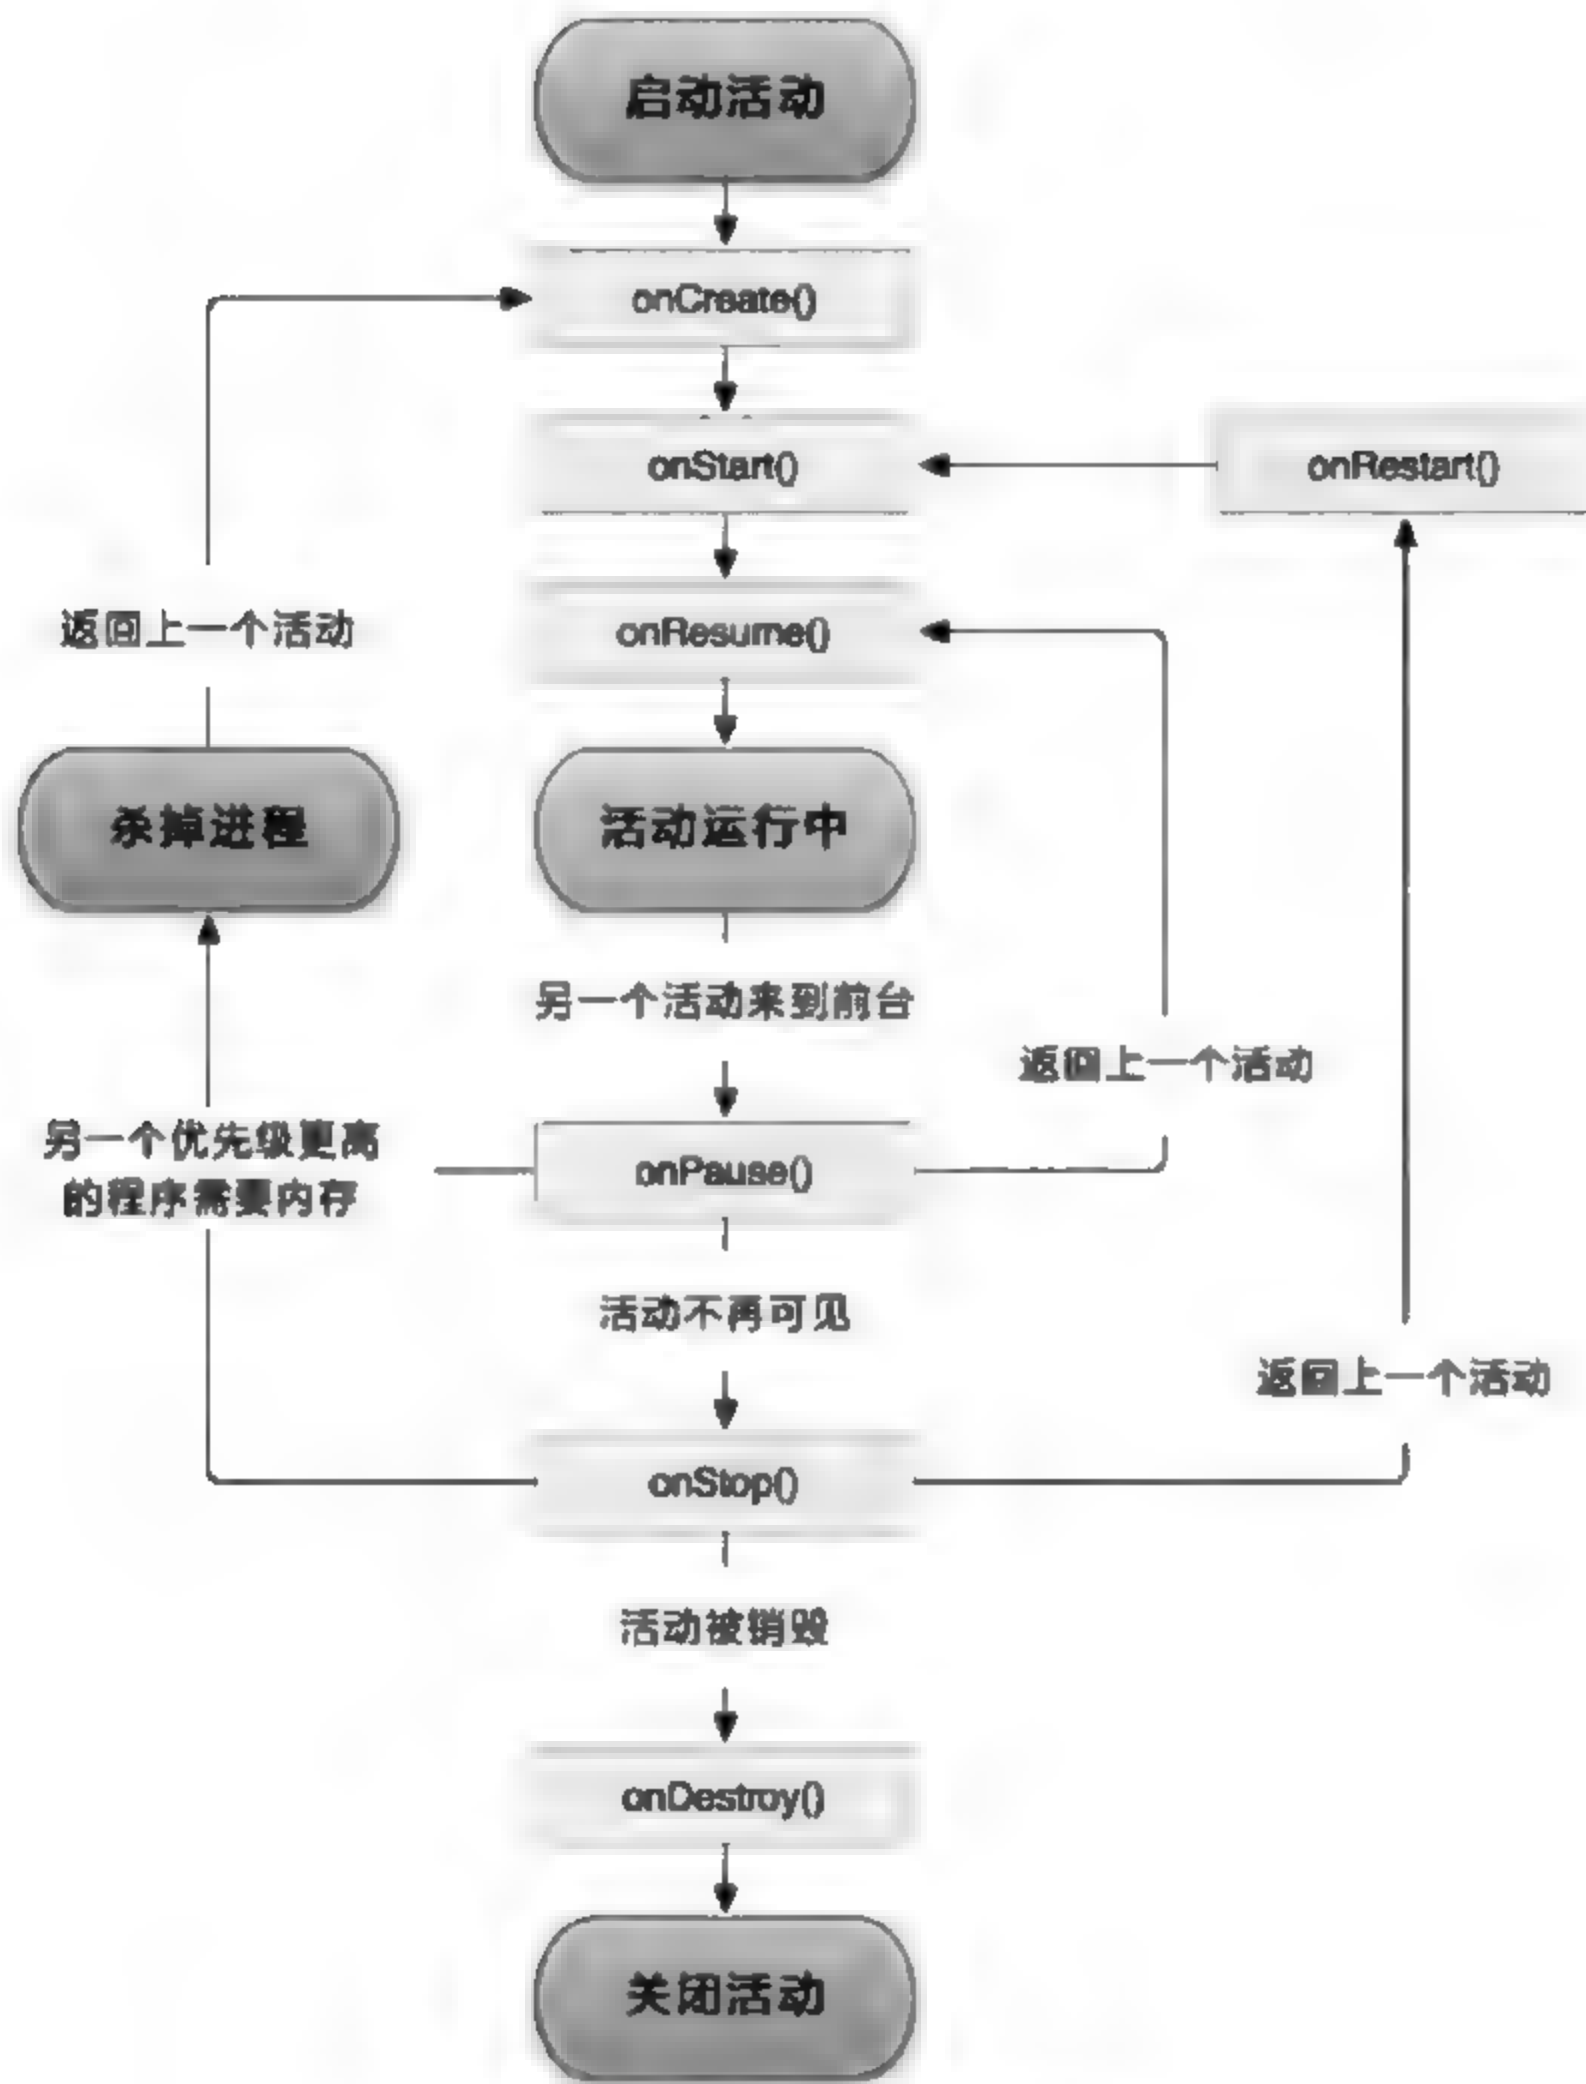 启动活动
onCreate()
onStart()
onRestart()
返回上一个活动
onResume()
杀掉进程
活动运行中
另一个活动来到前台
返回上一个活动
另一个优先级更高
的程序需要内存
onPause()
活动不再可见
返回上一个活动
onStop()
活动被销毁
onDestroy()
关闭活动